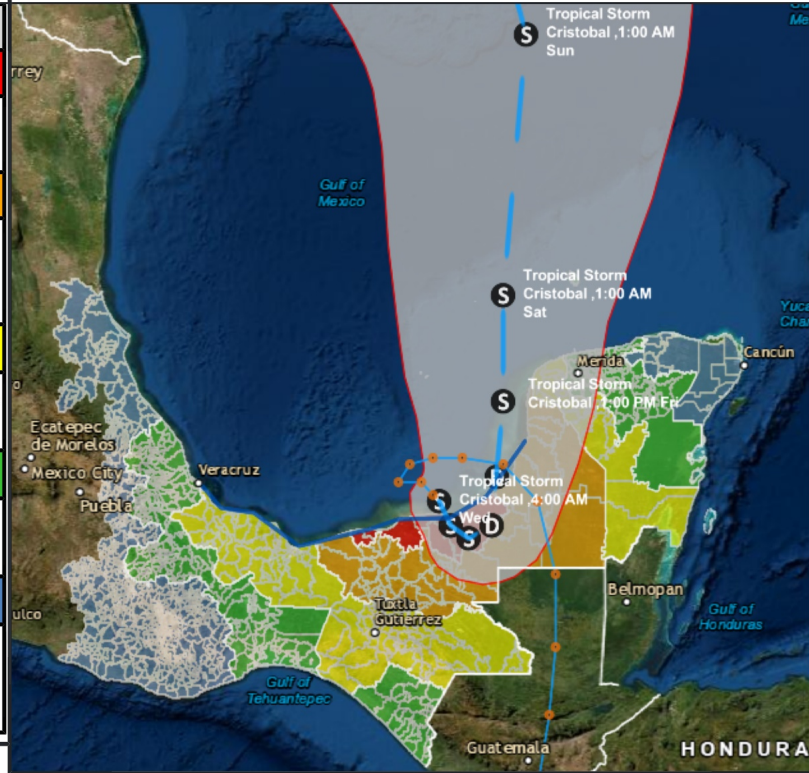 Tropical Storm
Cristobal ,1:00 AM
Sun
S
rrey
Gulf of
Mexico
Tropical Storm
Cristobal ,1:00 AM
Sat
S
Merida
Cancún
Tropical Storm
Cristobal ,1:00 PM Fri
S
Ecatepec
de Morelos
Mexico City
Puebla
Veracruz
Tropical Storm
Cristobal ,4:00 AM
Wed
S
S
S
D
Tuxtla
Gutierrez
Belmopan
Gulf of
Honduras
ulco
Gulf of
Tehuantepec
Guatemala
HONDURA